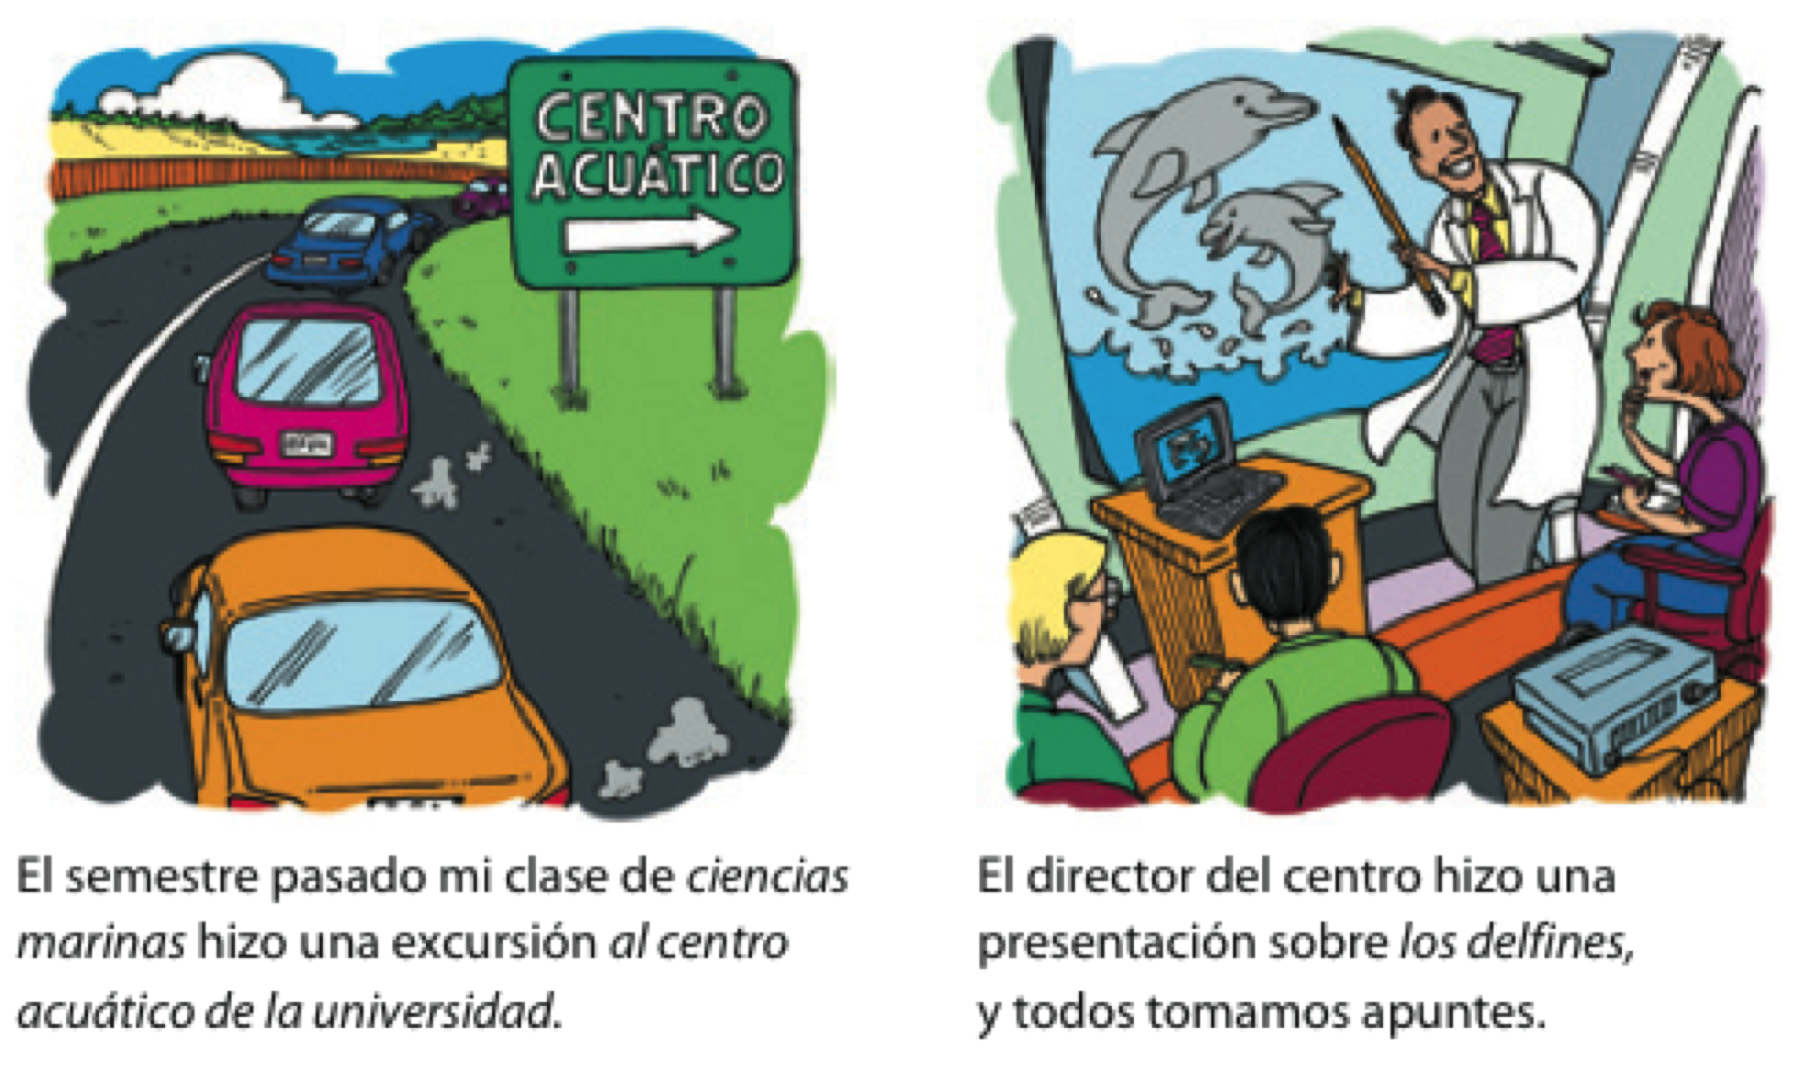 CENTRO
ACUÁTICO
El semestre pasado mi clase de ciencias
marinas hizo una excursión al centro
acuático de la universidad.
El director del centro hizo una
presentación sobre los delfines,
y todos tomamos apuntes.